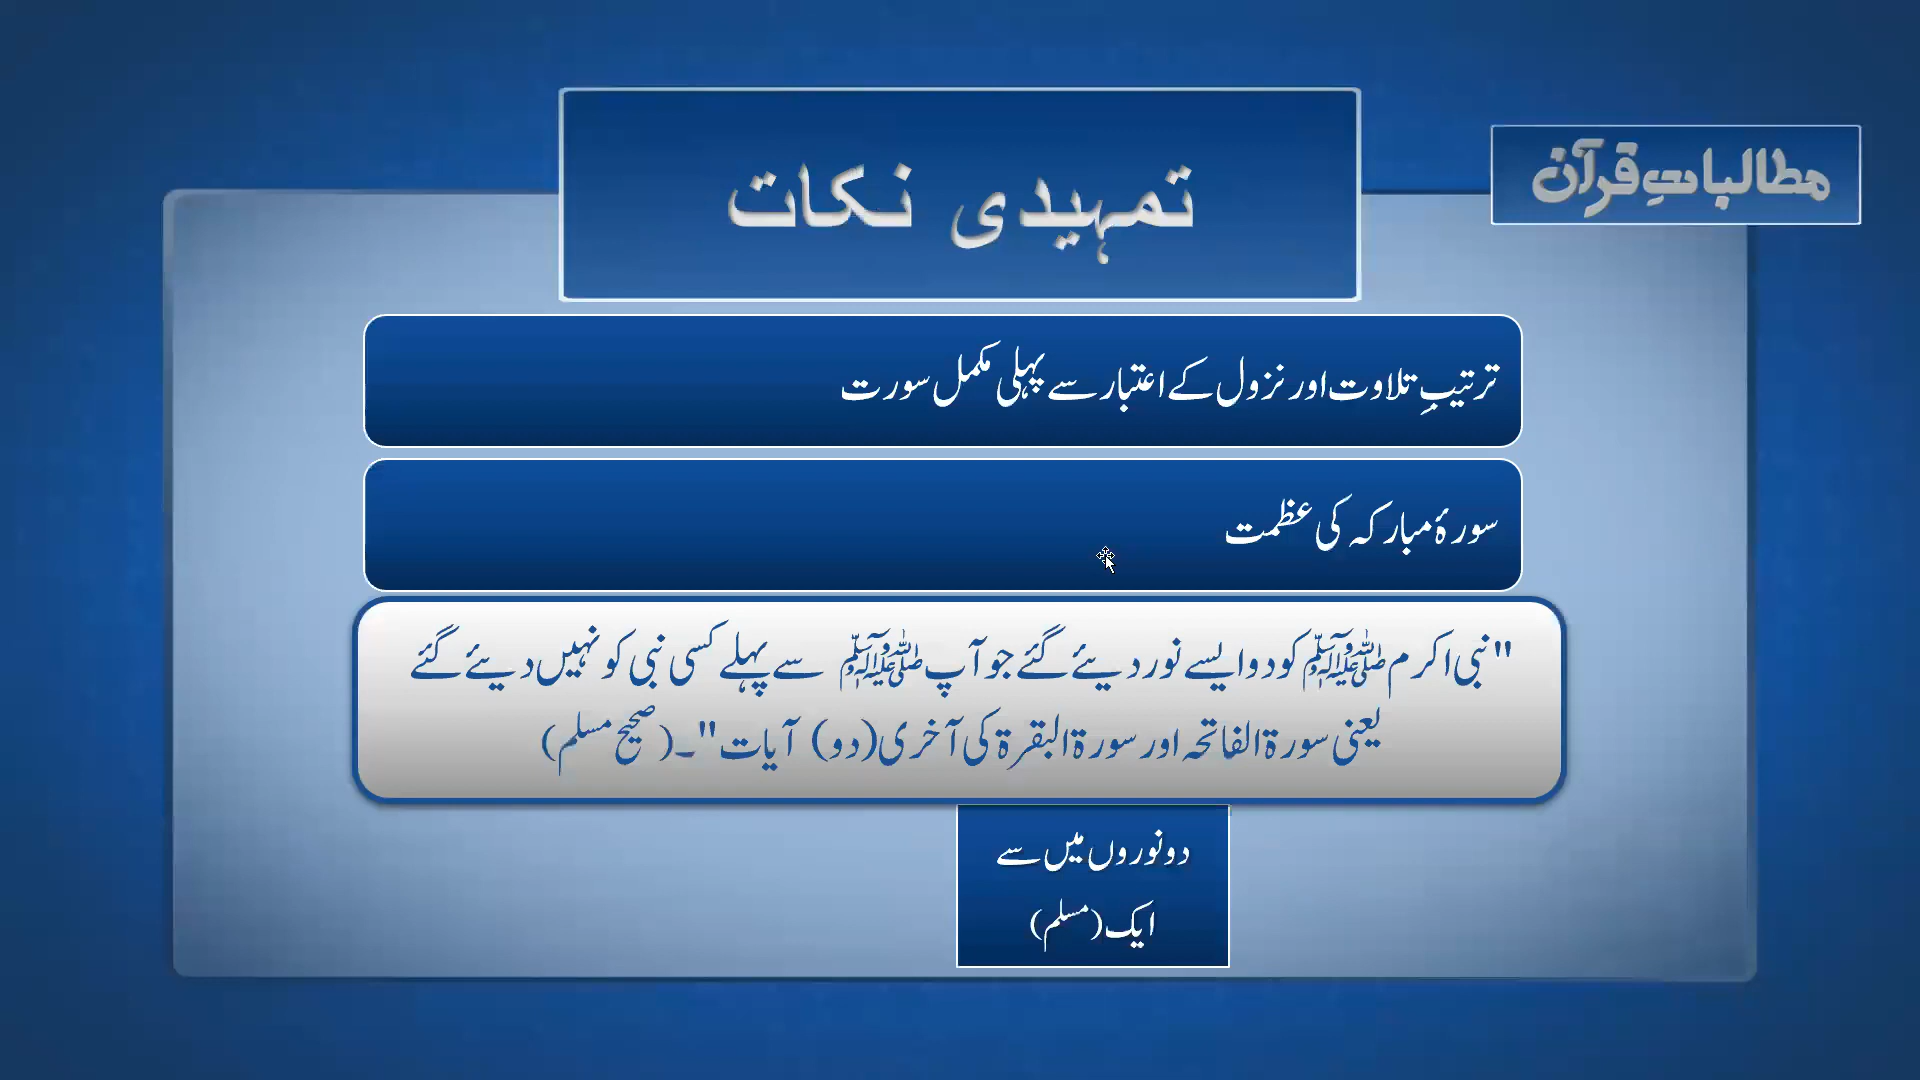 مطالباتِ قرآن
تمہیدی نکات
ترتیبِ تلاوت اور نزول کے اعتبار سے پہلی مکمل سورت
سورۂ مبارکہ کی عظمت
"نبی اکرم ﷺ کو دو ایسے نور دیئے گئے جو آپ ﷺ سے پہلے کسی نبی کو نہیں دیئے گئے
یعنی سورۃ الفاتحہ اور سورۃ البقرۃ کی آخری (دو) آیات"۔ (صحیح مسلم)
دو نوروں میں سے
ایک (مسلم)